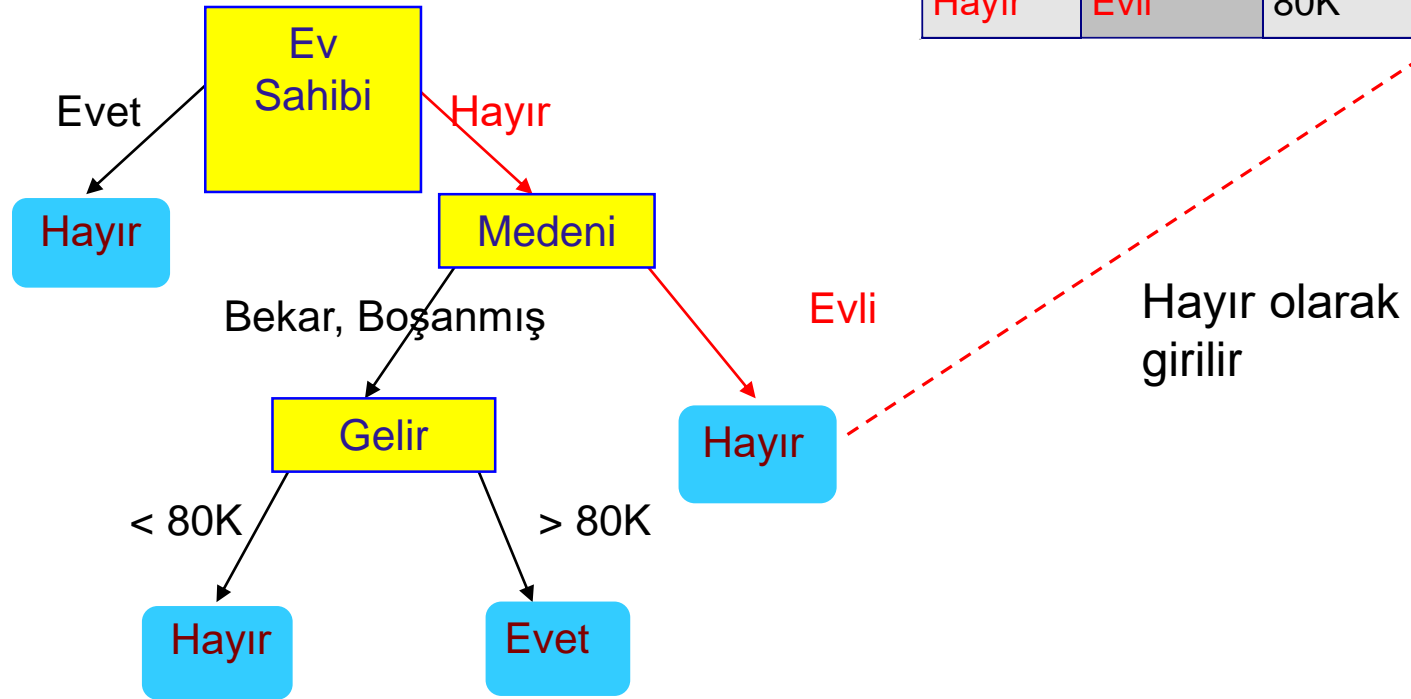 Hayır Evli 80K
Ev
Sahibi
Evet
Hayır
Hayır
Medeni
Bekar, Boşanmış
Evli
Hayır olarak
girilir
Gelir
Hayır
< 80K
> 80K
Hayır
Evet